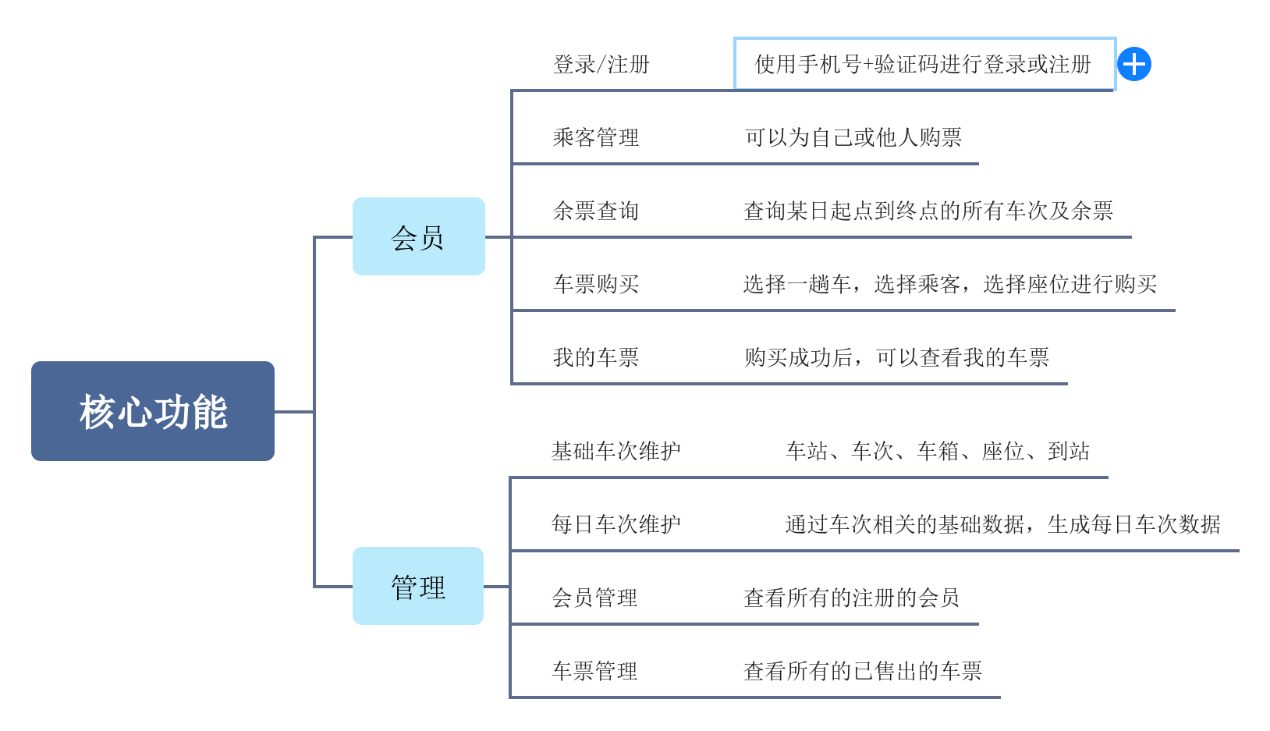 核心功能
会员
登录/注册 使用手机号+验证码进行登录或注册
乘客管理 可以为自己或他人购票
余票查询 查询某日起点到终点的所有车次及余票
车票购买 选择一趟车，选择乘客，选择座位进行购买
我的车票 购买成功后，可以查看我的车票
管理
基础车次维护 车站、车次、车箱、座位、到站
每日车次维护 通过车次相关的基础数据，生成每日车次数据
会员管理 查看所有的注册的会员
车票管理 查看所有的已售出的车票